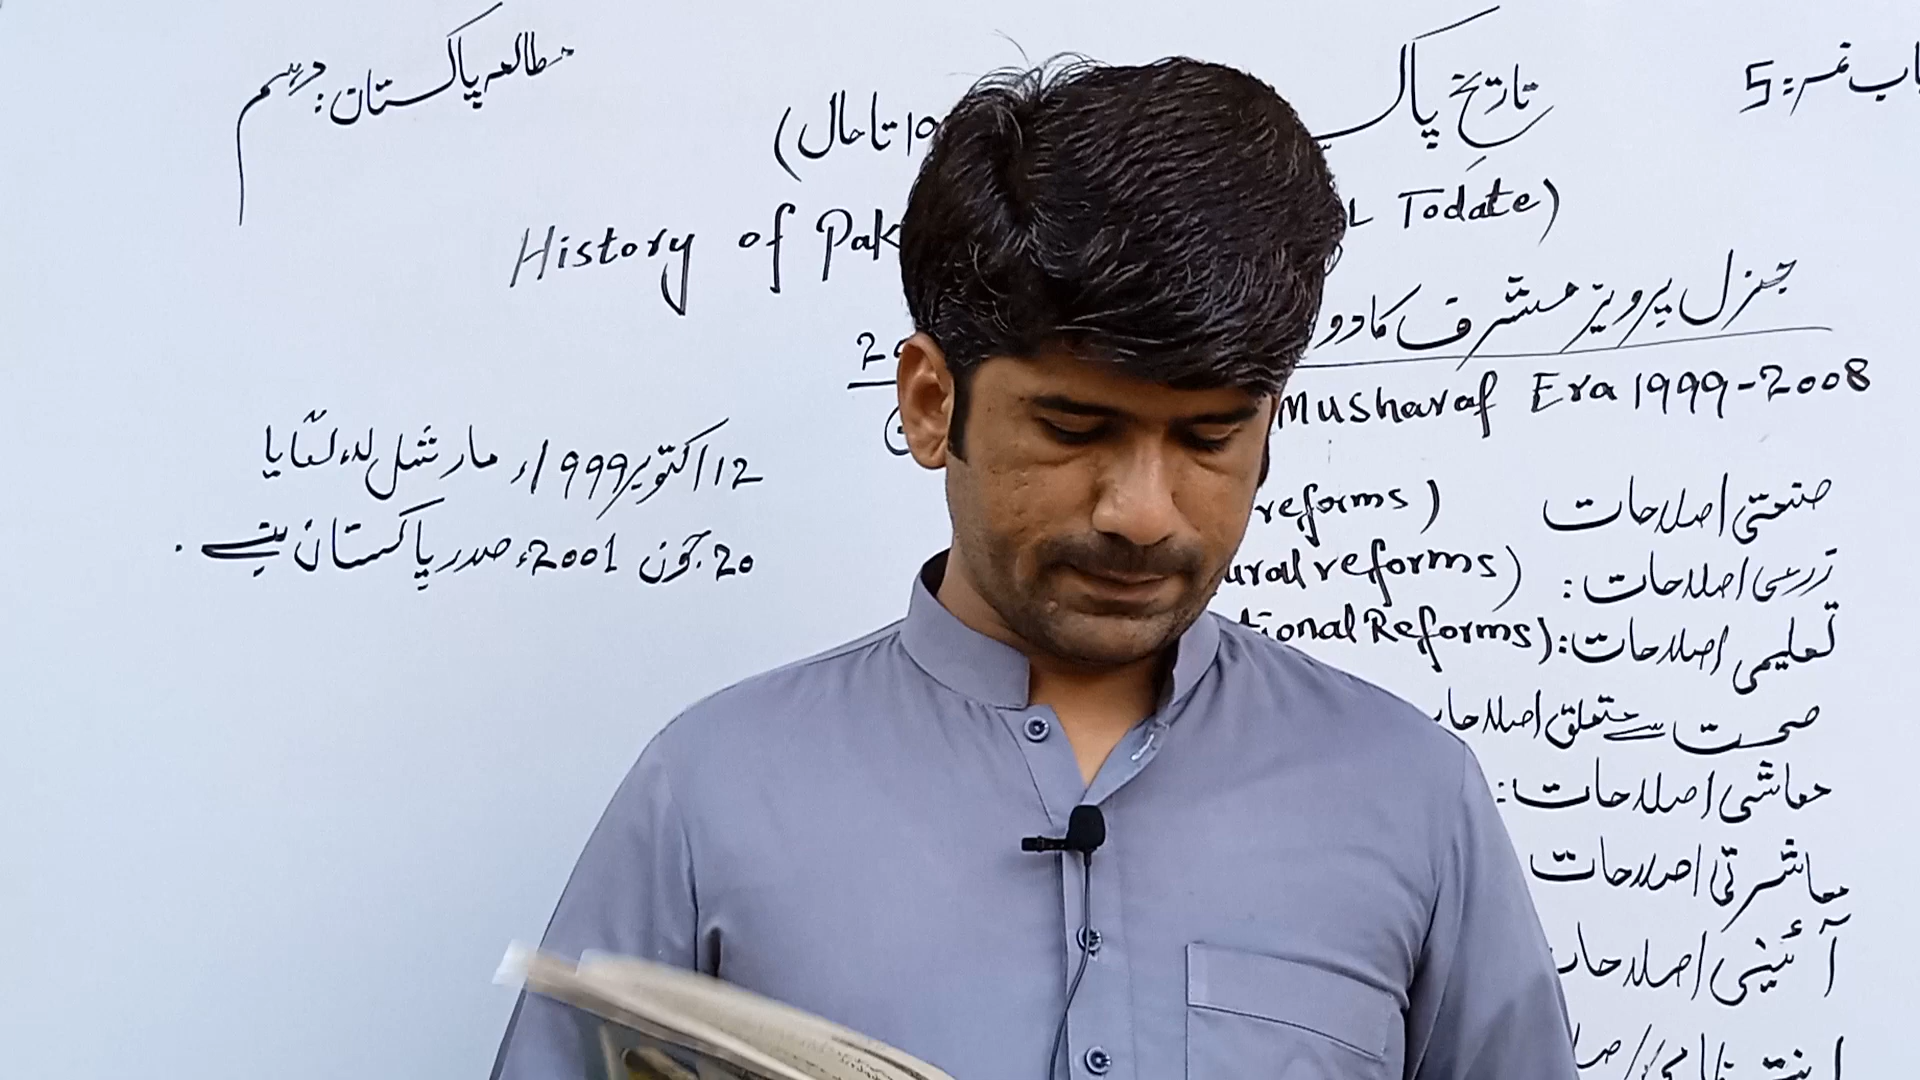 باب نمبر: 5
تاریخ پاک
تا حال)
مطالعہ پاکستان: دہم
History of Pak
Todate)
جنرل پرویز مشرف کا دو
Musharaf Era 1999-2008
12 اکتوبر 1999ء مارشل لاء لگایا
20 جون 2001ء صدر پاکستان بنے.
صنعتی اصلاحات
reforms)
زرعی اصلاحات:
ural reforms)
تعلیمی اصلاحات:
tional Reforms)
صحت سے متعلق اصلاحا
معاشی اصلاحات:
معاشرتی اصلاحات
آئینی اصلاحا